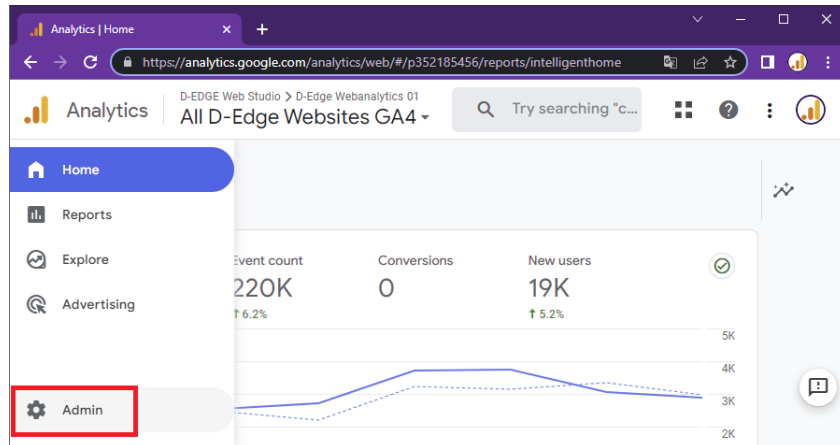 Analytics | Home
https://analytics.google.com/analytics/web/#/p352185456/reports/intelligenthome
Analytics
D-EDGE Web Studio > D-Edge Webanalytics 01
All D-Edge Websites GA4
Try searching "c...
Home
Reports
Explore
Advertising
Admin
Event count
220K
↑ 6.2%
Conversions
0
New users
19K
↑ 5.2%
5K
4K
3K
2K